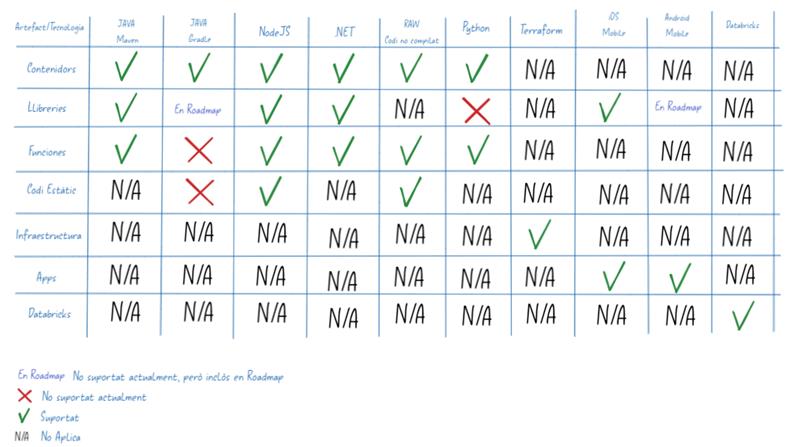 Artefact/Tecnologia JAVA Maven JAVA Gradle NodeJS .NET RAW Codi no compilat Python Terraform iOS Mobile Android Mobile Databricks
Contenidors N/A N/A N/A N/A
LLibreries En Roadmap N/A N/A En Roadmap N/A
Funciones N/A N/A N/A N/A
Codi Estàtic N/A N/A N/A N/A N/A N/A N/A
Infraestructura N/A N/A N/A N/A N/A N/A N/A N/A N/A
Apps N/A N/A N/A N/A N/A N/A N/A N/A
Databricks N/A N/A N/A N/A N/A N/A N/A N/A N/A
En Roadmap No suportat actualment, però inclòs en Roadmap
No suportat actualment
Suportat
N/A No Aplica